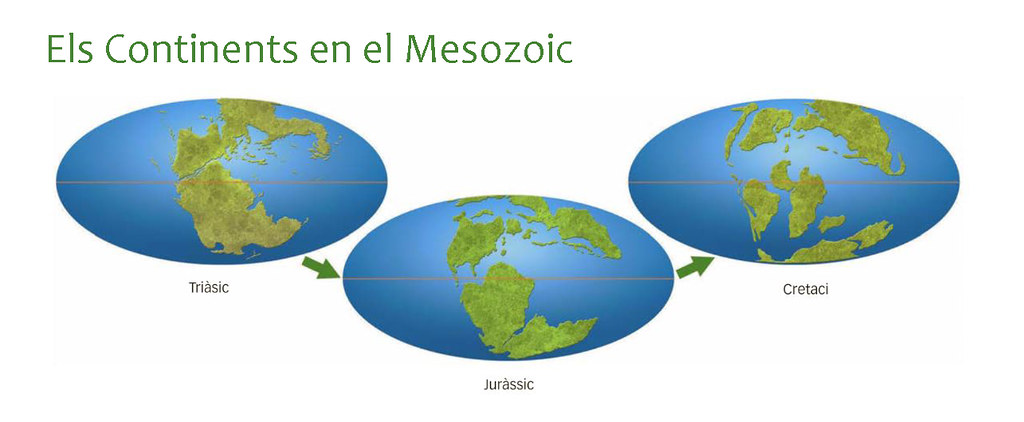 Els Continents en el Mesozoic
Triàsic
Juràssic
Cretaci